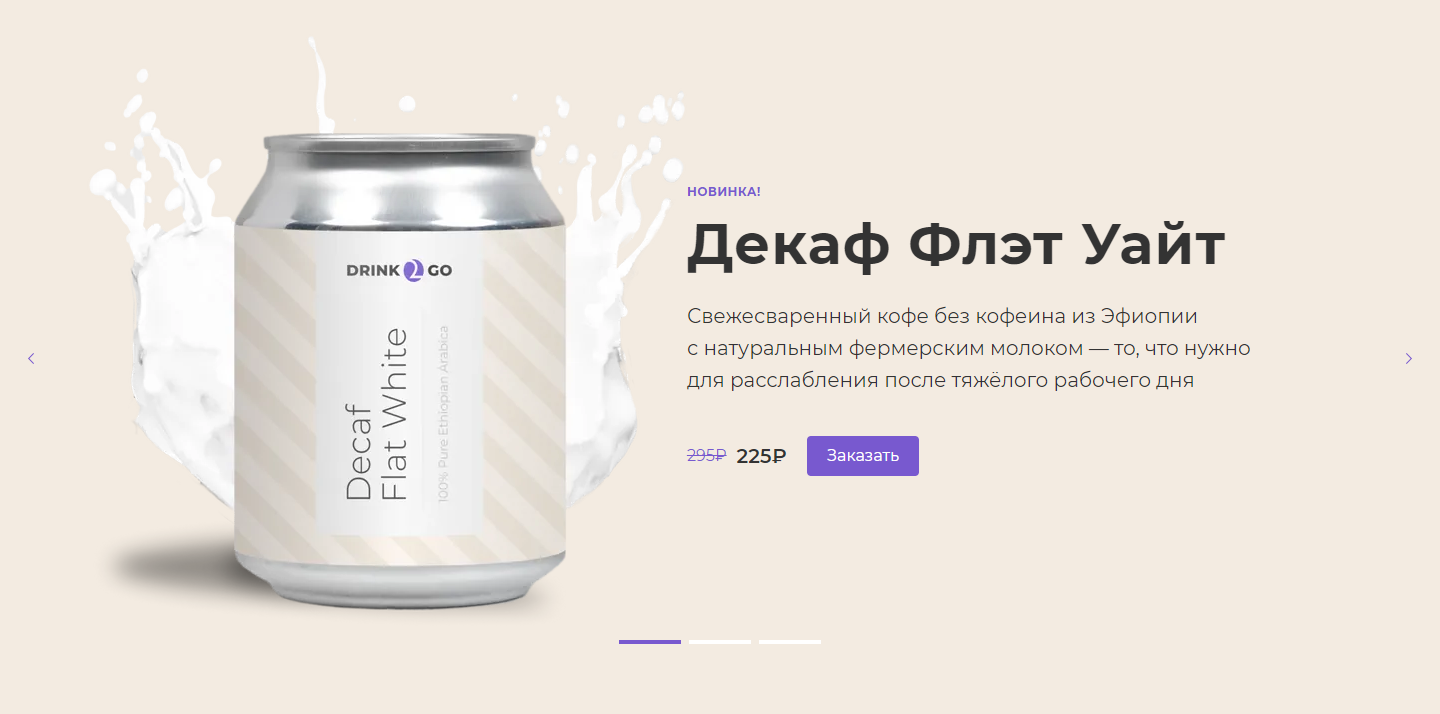 НОВИНКА!
Декаф Флэт Уайт
Свежесваренный кофе без кофеина из Эфиопии
с натуральным фермерским молоком — то, что нужно
для расслабления после тяжёлого рабочего дня
295₽ 225₽ Заказать
DRINK 2 GO
Decaf
Flat White
100% Pure Ethiopian Arabica